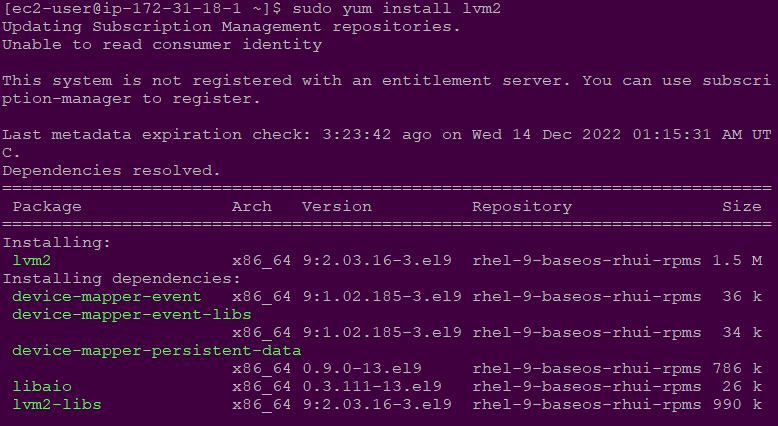 [ec2-user@ip-172-31-18-1 ~]$ sudo yum install lvm2
Updating Subscription Management repositories.
Unable to read consumer identity
This system is not registered with an entitlement server. You can use subscri
ption-manager to register.
Last metadata expiration check: 3:23:42 ago on Wed 14 Dec 2022 01:15:31 AM UT
C.
Dependencies resolved.
=============================================================================
Package Arch Version Repository Size
=============================================================================
Installing:
lvm2 x86_64 9:2.03.16-3.el9 rhel-9-baseos-rhui-rpms 1.5 M
Installing dependencies:
device-mapper-event x86_64 9:1.02.185-3.el9 rhel-9-baseos-rhui-rpms 36 k
device-mapper-event-libs
x86_64 9:1.02.185-3.el9 rhel-9-baseos-rhui-rpms 34 k
device-mapper-persistent-data
x86_64 0.9.0-13.el9 rhel-9-baseos-rhui-rpms 786 k
libaio x86_64 0.3.111-13.el9 rhel-9-baseos-rhui-rpms 26 k
lvm2-libs x86_64 9:2.03.16-3.el9 rhel-9-baseos-rhui-rpms 990 k